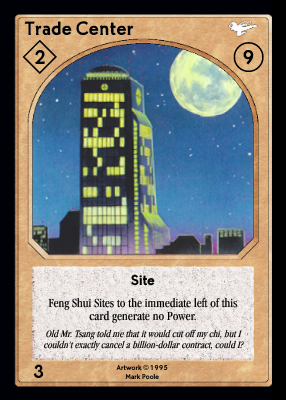 Trade Center
2
9
Site
Feng Shui Sites to the immediate left of this
card generate no Power.
Old Mr. Tsang told me that it would cut off my chi, but I
couldn't exactly cancel a billion-dollar contract, could I?
3
Artwork © 1995
Mark Poole